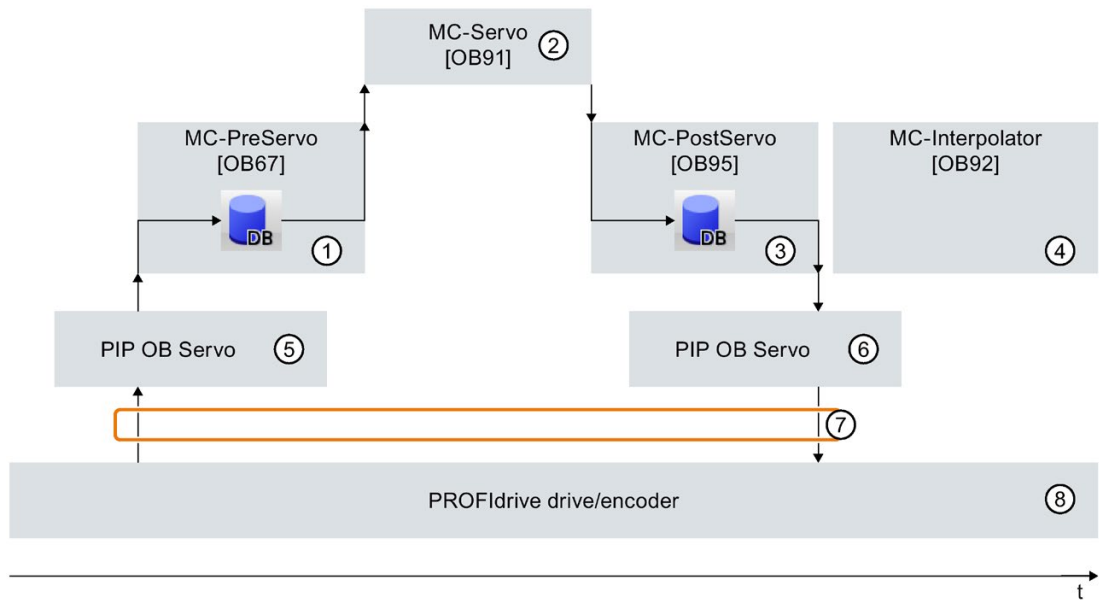 MC-Servo
[OB91]
2
MC-PreServo
[OB67]
DB
1
MC-PostServo
[OB95]
DB
3
MC-Interpolator
[OB92]
4
PIP OB Servo
5
PIP OB Servo
6
7
PROFIdrive drive/encoder
8
t